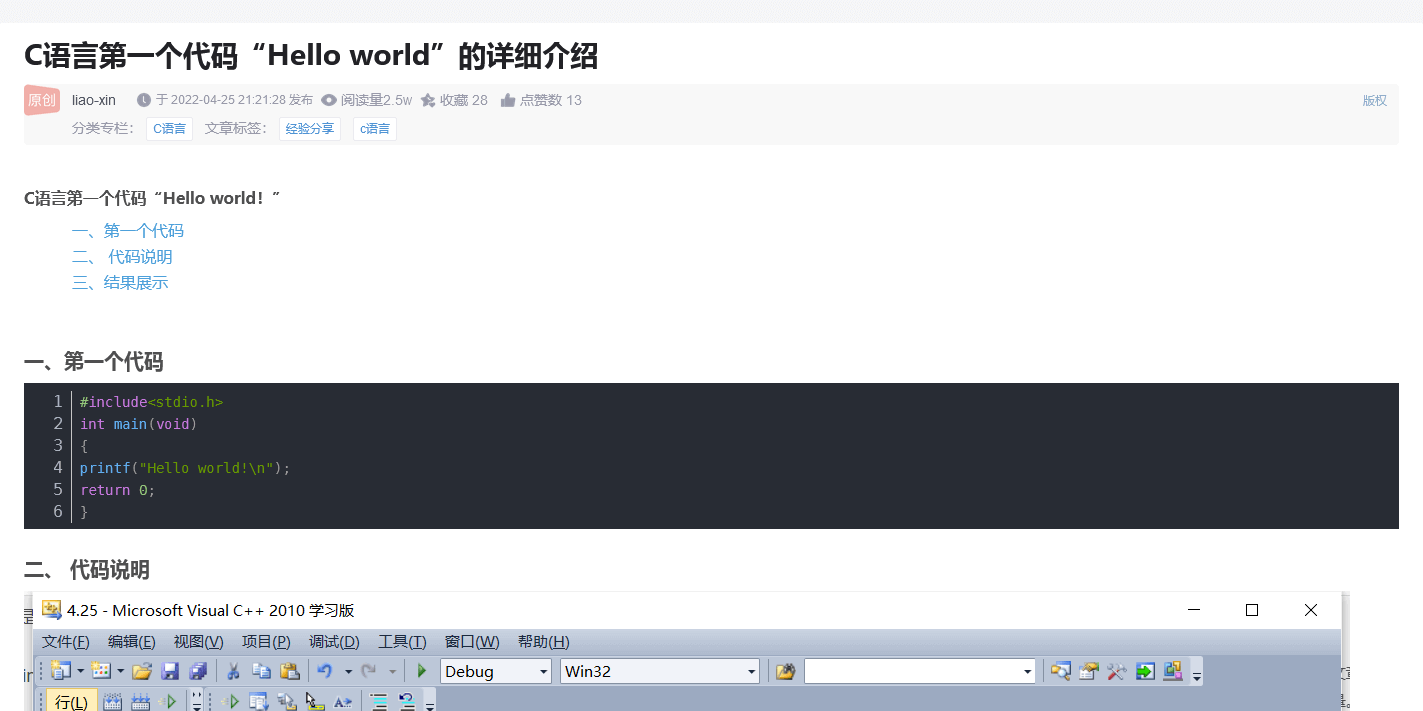 C语言第一个代码“Hello world”的详细介绍
原创 liao-xin 于 2022-04-25 21:21:28 发布 阅读量2.5w 收藏 28 点赞数 13 版权
分类专栏： C语言 文章标签： 经验分享 c语言
C语言第一个代码“Hello world！”
一、第一个代码
二、 代码说明
三、结果展示
一、第一个代码
1 #include<stdio.h>
2 int main(void)
3 {
4 printf("Hello world!\n");
5 return 0;
6 }
二、 代码说明
4.25 - Microsoft Visual C++ 2010 学习版
文件(F) 编辑(E) 视图(V) 项目(P) 调试(D) 工具(T) 窗口(W) 帮助(H)
Debug Win32
行(L)